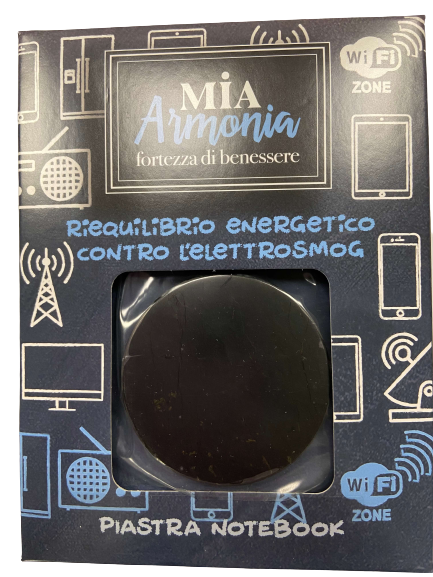 MiA
Armonia
fortezza di benessere
WiFi
ZONE
RiEQUiLiBRiO ENERGETiCO
CONTRO L'ELETTROSMOG
WiFi
ZONE
PiASTRA NOTEBOOK